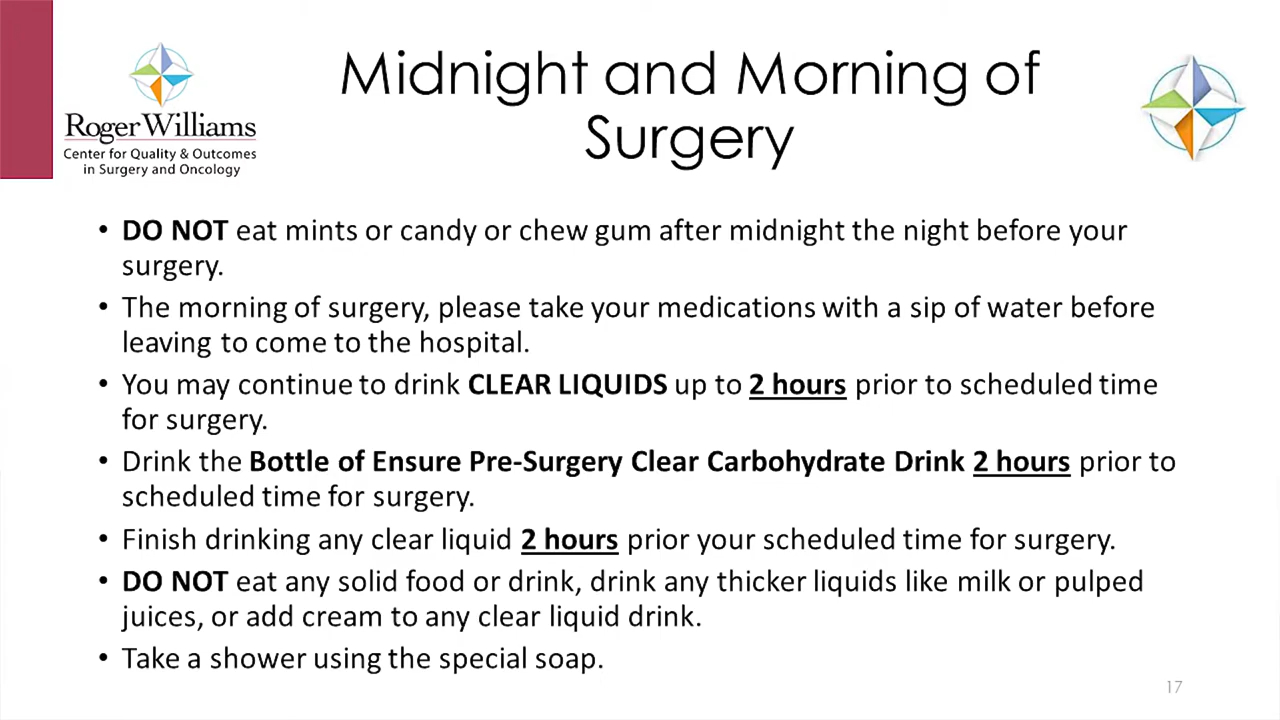 Midnight and Morning of
Surgery
Roger Williams
Center for Quality & Outcomes
in Surgery and Oncology
• DO NOT eat mints or candy or chew gum after midnight the night before your
surgery.
• The morning of surgery, please take your medications with a sip of water before
leaving to come to the hospital.
• You may continue to drink CLEAR LIQUIDS up to 2 hours prior to scheduled time
for surgery.
• Drink the Bottle of Ensure Pre-Surgery Clear Carbohydrate Drink 2 hours prior to
scheduled time for surgery.
• Finish drinking any clear liquid 2 hours prior your scheduled time for surgery.
• DO NOT eat any solid food or drink, drink any thicker liquids like milk or pulped
juices, or add cream to any clear liquid drink.
• Take a shower using the special soap.
17